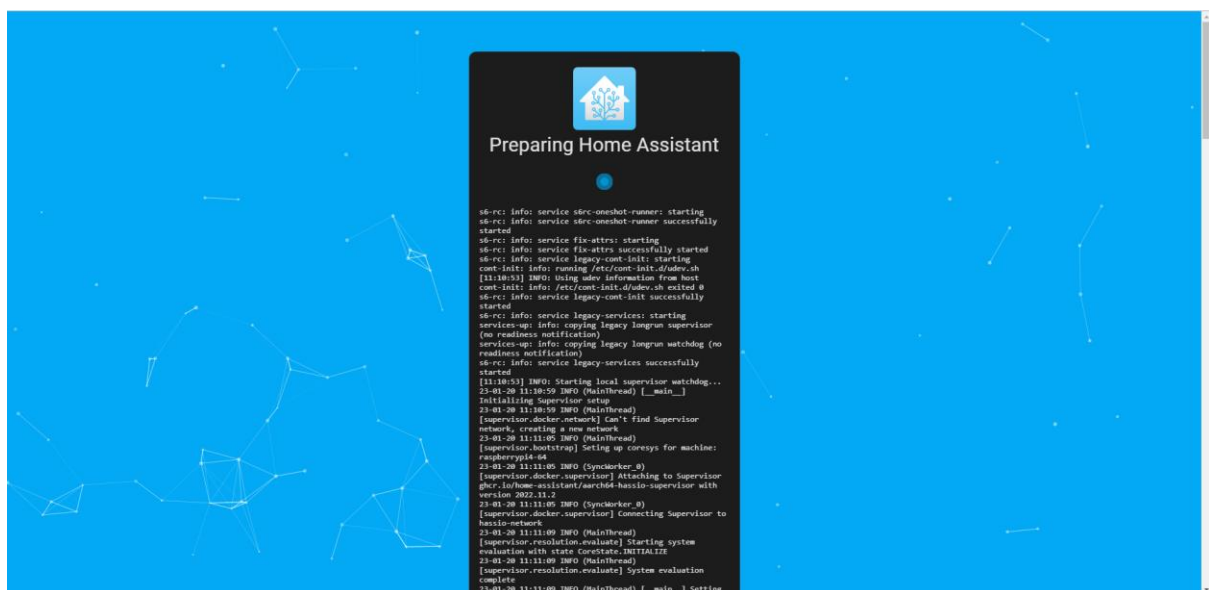 Preparing Home Assistant
s6-rc: info: service s6rc-oneshot-runner: starting
s6-rc: info: service s6rc-oneshot-runner successfully
started
s6-rc: info: service fix-attrs: starting
s6-rc: info: service fix-attrs successfully started
s6-rc: info: service legacy-cont-init: starting
cont-init: info: running /etc/cont-init.d/udev.sh
[11:10:53] INFO: Using udev information from host
cont-init: info: /etc/cont-init.d/udev.sh exited 0
s6-rc: info: service legacy-cont-init successfully
started
s6-rc: info: service legacy-services: starting
services-up: info: copying legacy longrun supervisor
(no readiness notification)
services-up: info: copying legacy longrun watchdog (no
readiness notification)
s6-rc: info: service legacy-services successfully
started
[11:10:53] INFO: Starting local supervisor watchdog...
23-01-20 11:10:59 INFO (MainThread) [__main__]
Initializing Supervisor setup
23-01-20 11:10:59 INFO (MainThread)
[supervisor.docker.network] Can't find Supervisor
network, creating a new network
23-01-20 11:11:05 INFO (MainThread)
[supervisor.bootstrap] Seting up coresys for machine:
raspberrypi4-64
23-01-20 11:11:05 INFO (SyncWorker_0)
[supervisor.docker.supervisor] Attaching to Supervisor
ghcr.io/home-assistant/aarch64-hassio-supervisor with
version 2022.11.2
23-01-20 11:11:05 INFO (SyncWorker_0)
[supervisor.docker.supervisor] Connecting Supervisor to
hassio-network
23-01-20 11:11:09 INFO (MainThread)
[supervisor.resolution.evaluate] Starting system
evaluation with state CoreState.INITIALIZE
23-01-20 11:11:09 INFO (MainThread)
[supervisor.resolution.evaluate] System evaluation
complete
23-01-20 11:11:09 INFO (MainThread) [__main__] Setting